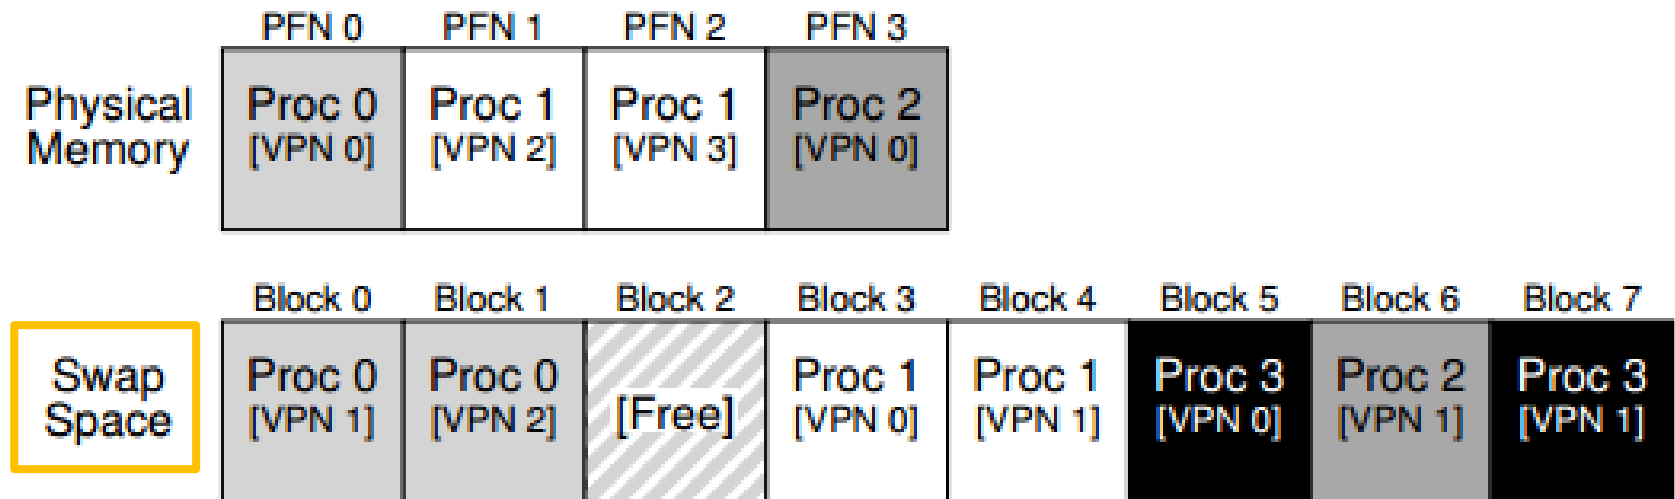 PFN 0 PFN 1 PFN 2 PFN 3
Physical
Memory
Proc 0
[VPN 0]
Proc 1
[VPN 2]
Proc 1
[VPN 3]
Proc 2
[VPN 0]
Block 0 Block 1 Block 2 Block 3 Block 4 Block 5 Block 6 Block 7
Swap
Space
Proc 0
[VPN 1]
Proc 0
[VPN 2]
[Free]
Proc 1
[VPN 0]
Proc 1
[VPN 1]
Proc 3
[VPN 0]
Proc 2
[VPN 1]
Proc 3
[VPN 1]